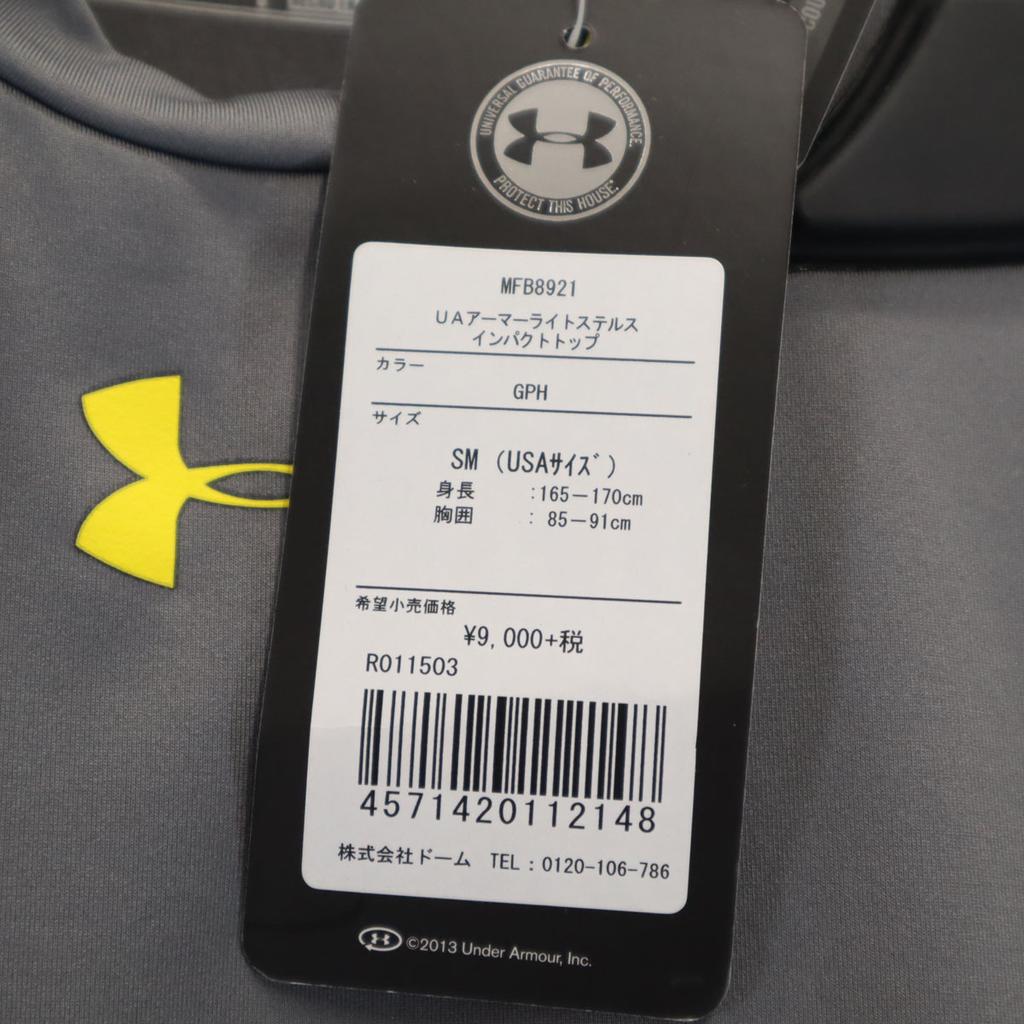 UNIVERSAL GUARANTEE OF PERFORMANCE.
PROTECT THIS HOUSE.
MFB8921
UAアーマーライトステルス
インパクトトップ
カラー
GPH
サイズ
SM (USAサイズ)
身長 :165-170cm
胸囲 : 85-91cm
希望小売価格
¥9,000+税
R011503
4571420112148
株式会社ドーム TEL:0120-106-786
©2013 Under Armour, Inc.